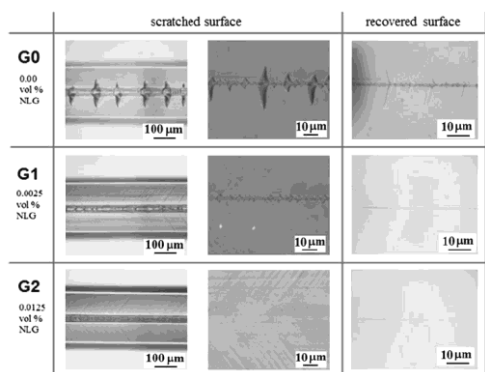 scratched surface
recovered surface
G0
0.00
vol %
NLG
100 µm
10 µm
10 µm
G1
0.0025
vol %
NLG
100 µm
10 µm
10 µm
G2
0.0125
vol %
NLG
100 µm
10 µm
10 µm